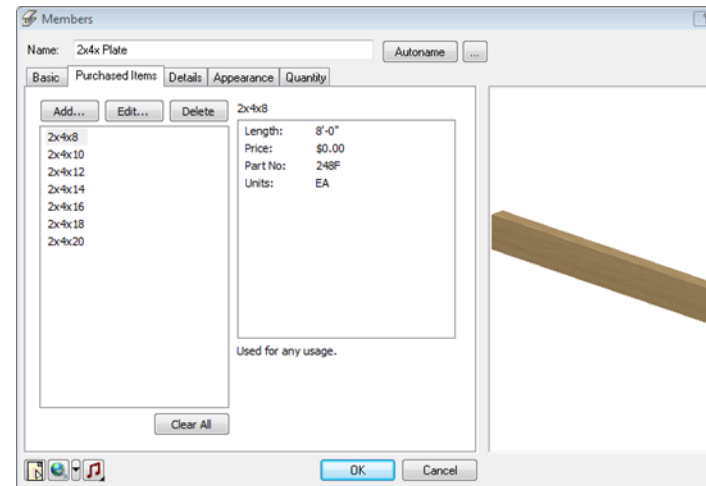 Members
Name: 2x4x Plate Autoname ...
Basic Purchased Items Details Appearance Quantity
Add... Edit... Delete 2x4x8
2x4x8
2x4x10
2x4x12
2x4x14
2x4x16
2x4x18
2x4x20
Length: 8'-0"
Price: $0.00
Part No: 248F
Units: EA
Used for any usage.
Clear All
OK Cancel